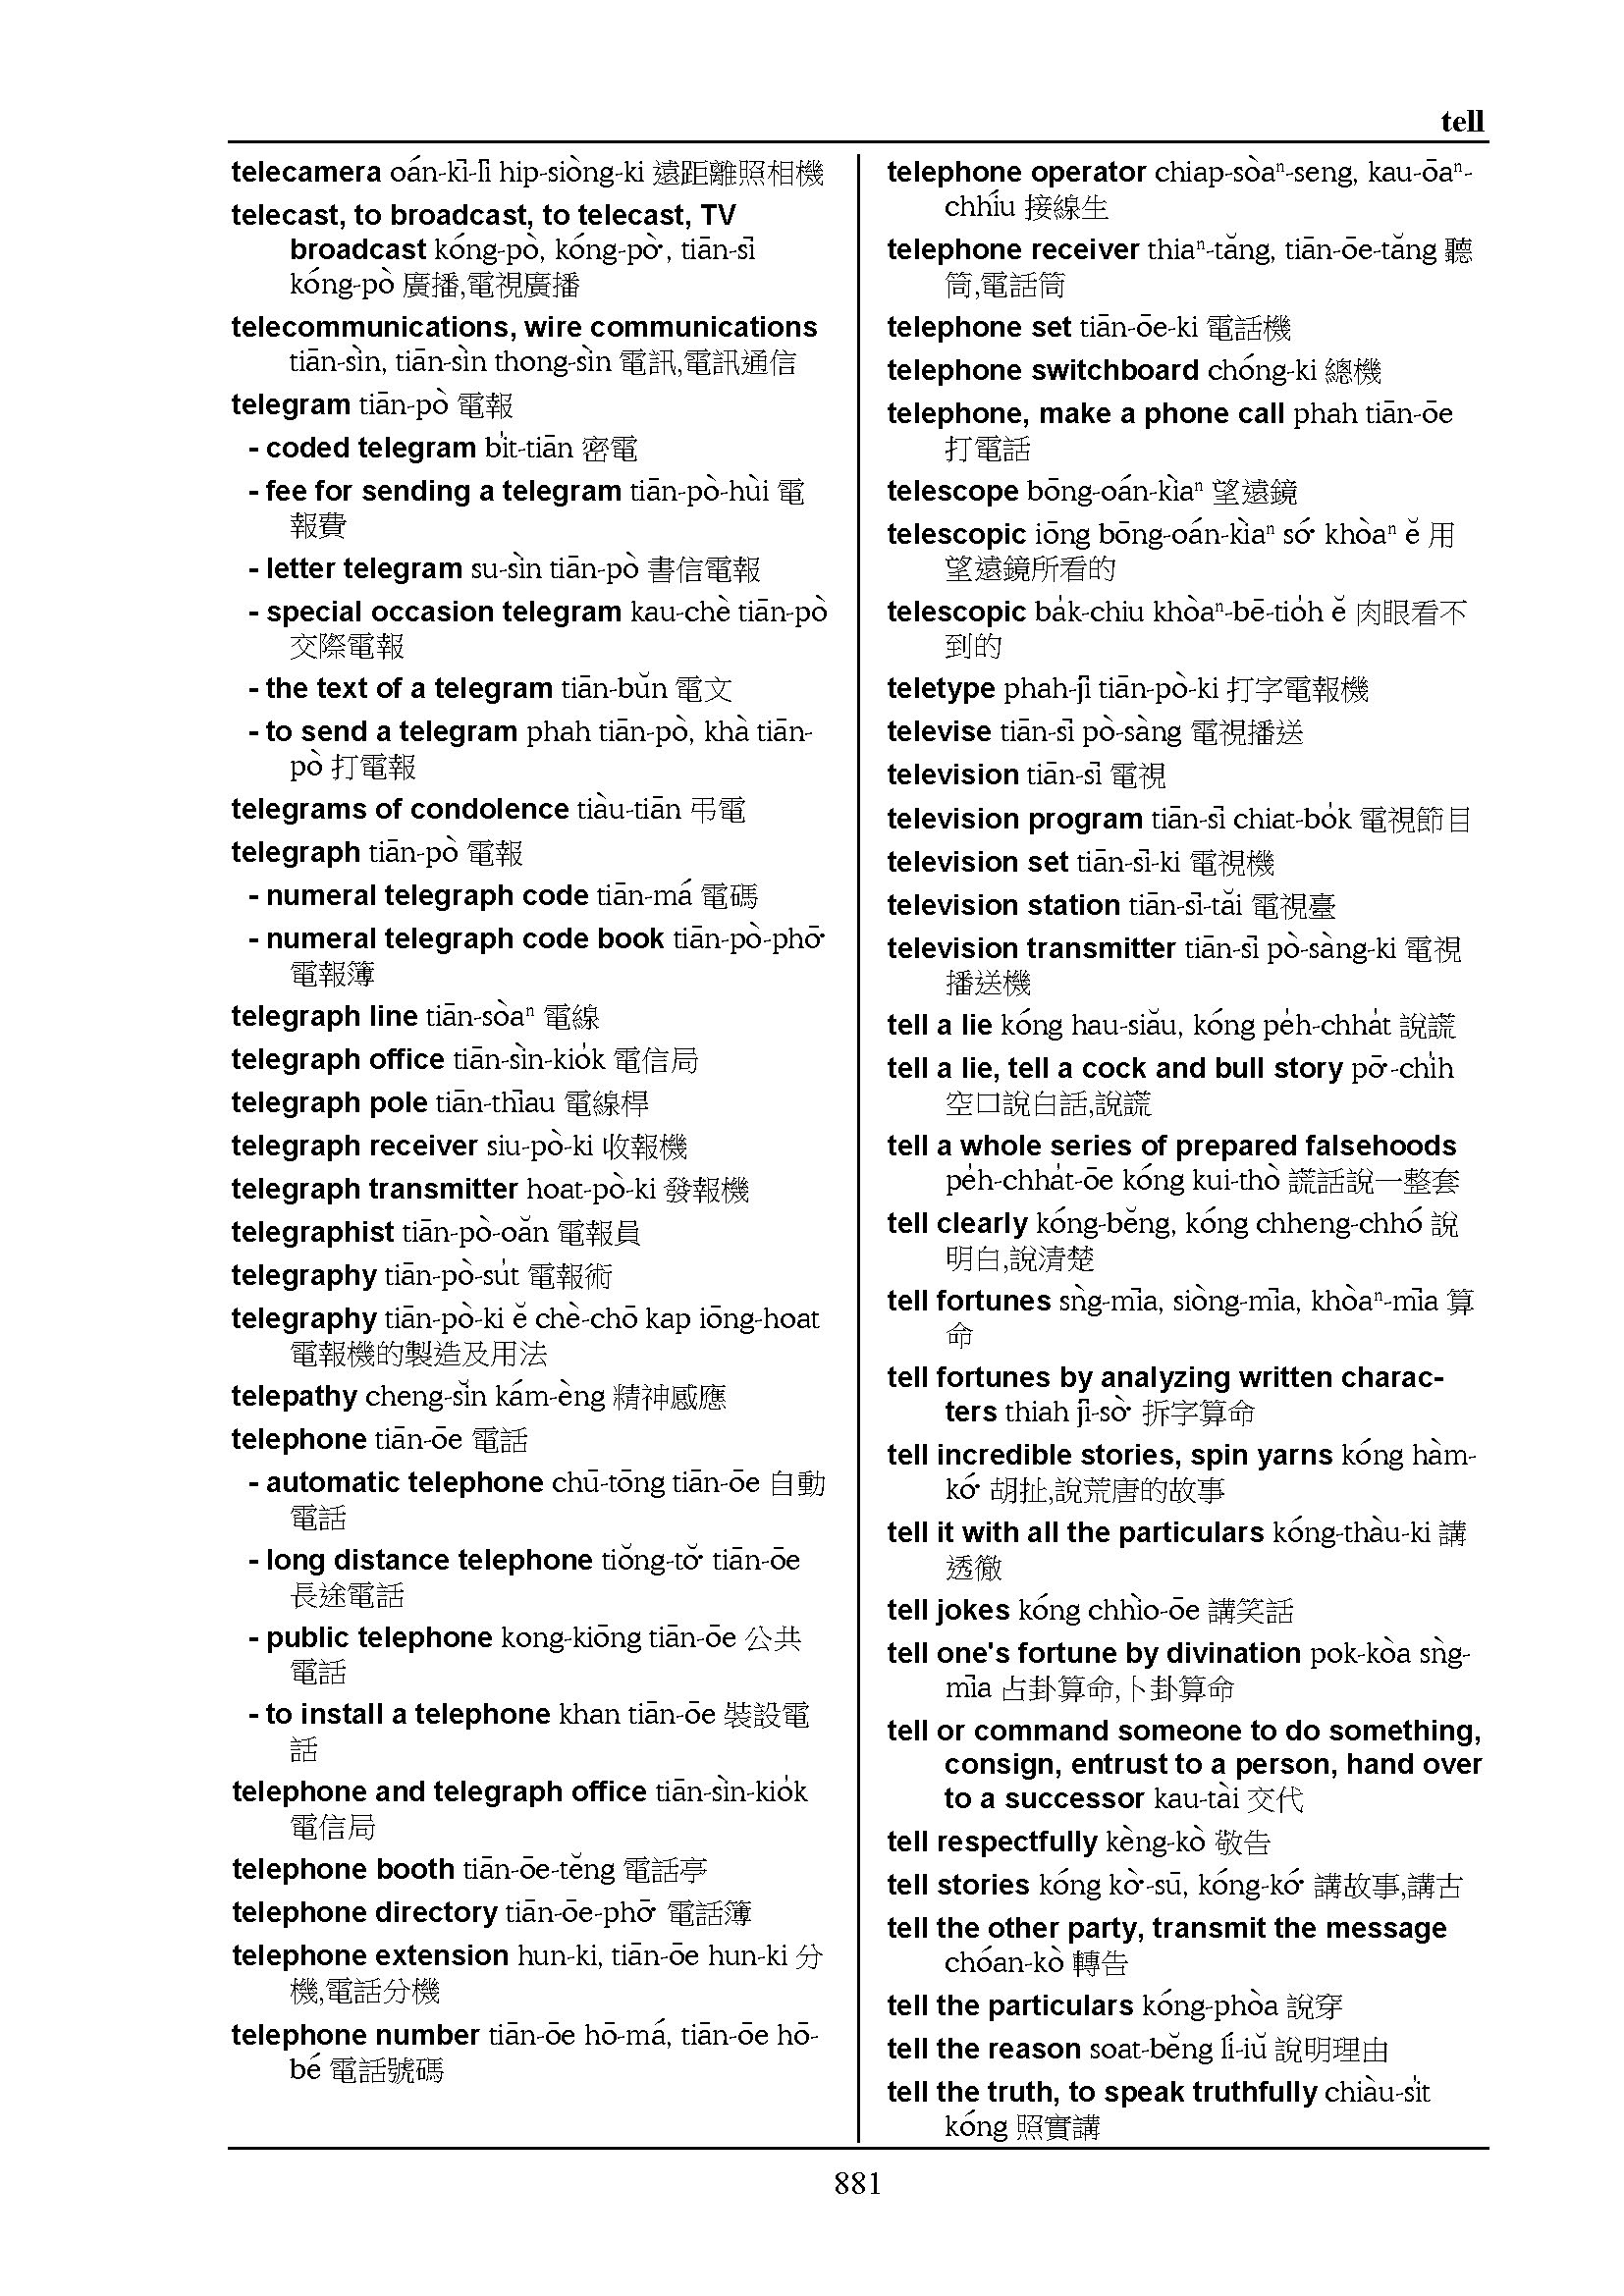 tell
telecamera oán-kī-lī hip-siòng-ki 遠距離照相機
telecast, to broadcast, to telecast, TV
broadcast kóng-pò, kóng-pò͘, tiān-sī
kóng-pò 廣播,電視廣播
telecommunications, wire communications
tiān-sìn, tiān-sìn thong-sìn 電訊,電訊通信
telegram tiān-pò 電報
- coded telegram bi̍t-tiān 密電
- fee for sending a telegram tiān-pò-hùi 電
報費
- letter telegram su-sìn tiān-pò 書信電報
- special occasion telegram kau-chè tiān-pò
交際電報
- the text of a telegram tiān-bŭn 電文
- to send a telegram phah tiān-pò, khà tiān-
pò 打電報
telegrams of condolence tiàu-tiān 弔電
telegraph tiān-pò 電報
- numeral telegraph code tiān-má 電碼
- numeral telegraph code book tiān-pò-phō͘
電報簿
telegraph line tiān-sòaⁿ 電線
telegraph office tiān-sìn-kio̍k 電信局
telegraph pole tiān-thiāu 電線桿
telegraph receiver siu-pò-ki 收報機
telegraph transmitter hoat-pò-ki 發報機
telegraphist tiān-pò-oăn 電報員
telegraphy tiān-pò-su̍t 電報術
telegraphy tiān-pò-ki ĕ chè-chō kap iōng-hoat
電報機的製造及用法
telepathy cheng-sĭn kám-èng 精神感應
telephone tiān-ōe 電話
- automatic telephone chū-tōng tiān-ōe 自動
電話
- long distance telephone tiŏng-tŏ͘ tiān-ōe
長途電話
- public telephone kong-kiōng tiān-ōe 公共
電話
- to install a telephone khan tiān-ōe 裝設電
話
telephone and telegraph office tiān-sìn-kio̍k
電信局
telephone booth tiān-ōe-tĕng 電話亭
telephone directory tiān-ōe-phō͘ 電話簿
telephone extension hun-ki, tiān-ōe hun-ki 分
機,電話分機
telephone number tiān-ōe hō-má, tiān-ōe hō-
bé 電話號碼
telephone operator chiap-sòaⁿ-seng, kau-ōaⁿ-
chhíu 接線生
telephone receiver thiaⁿ-tăng, tiān-ōe-tăng 聽
筒,電話筒
telephone set tiān-ōe-ki 電話機
telephone switchboard chóng-ki 總機
telephone, make a phone call phah tiān-ōe
打電話
telescope bōng-oán-kìaⁿ 望遠鏡
telescopic iōng bōng-oán-kìaⁿ só͘ khòaⁿ ĕ 用
望遠鏡所看的
telescopic ba̍k-chiu khòaⁿ-bē-tio̍h ĕ 肉眼看不
到的
teletype phah-jī tiān-pò-ki 打字電報機
televise tiān-sī pò-sàng 電視播送
television tiān-sī 電視
television program tiān-sī chiat-bo̍k 電視節目
television set tiān-sī-ki 電視機
television station tiān-sī-tăi 電視臺
television transmitter tiān-sī pò-sàng-ki 電視
播送機
tell a lie kóng hau-siău, kóng pe̍h-chha̍t 說謊
tell a lie, tell a cock and bull story pō͘-chi̍h
空口說白話,說謊
tell a whole series of prepared falsehoods
pe̍h-chha̍t-ōe kóng kui-thò 謊話說一整套
tell clearly kóng-bĕng, kóng chheng-chhó 說
明白,說清楚
tell fortunes sǹg-mīa, siòng-mīa, khòaⁿ-mīa 算
命
tell fortunes by analyzing written charac-
ters thiah jī-sò͘ 拆字算命
tell incredible stories, spin yarns kóng hàm-
kó͘ 胡扯,說荒唐的故事
tell it with all the particulars kóng-thàu-ki 講
透徹
tell jokes kóng chhìo-ōe 講笑話
tell one's fortune by divination pok-kòa sǹg-
mīa 占卦算命,卜卦算命
tell or command someone to do something,
consign, entrust to a person, hand over
to a successor kau-tài 交代
tell respectfully kèng-kò 敬告
tell stories kóng kò͘-sū, kóng-kó͘ 講故事,講古
tell the other party, transmit the message
chóan-kò 轉告
tell the particulars kóng-phòa 說穿
tell the reason soat-bĕng lí-iŭ 說明理由
tell the truth, to speak truthfully chiàu-si̍t
kóng 照實講
881